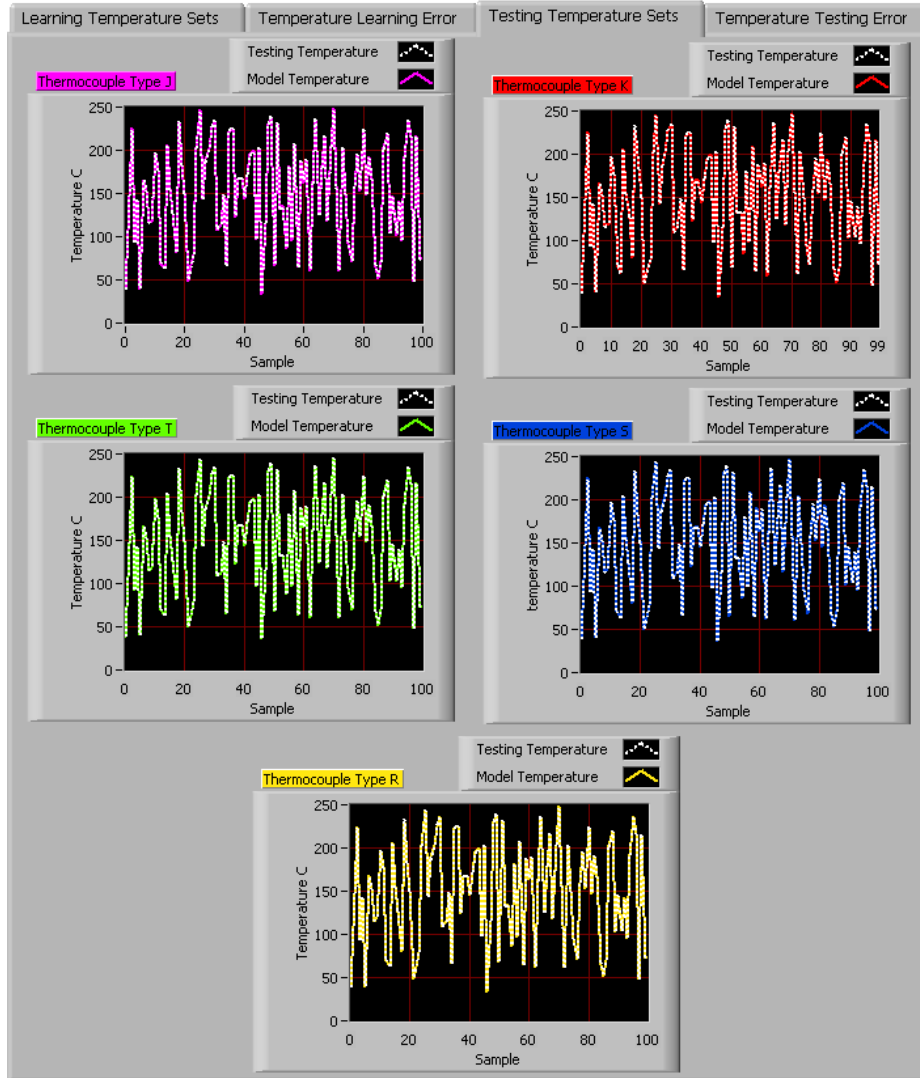 Learning Temperature Sets
Temperature Learning Error
Testing Temperature Sets
Temperature Testing Error
Testing Temperature
Model Temperature
Thermocouple Type J
250
200
150
100
50
0
Temperature C
0 20 40 60 80 100
Sample
Testing Temperature
Model Temperature
Thermocouple Type K
250
200
150
100
50
0
Temperature C
0 10 20 30 40 50 60 70 80 90 99
Sample
Testing Temperature
Model Temperature
Thermocouple Type T
250
200
150
100
50
0
Temperature C
0 20 40 60 80 100
Sample
Testing Temperature
Model Temperature
Thermocouple Type S
250
200
150
100
50
0
temperature C
0 20 40 60 80 100
Sample
Testing Temperature
Model Temperature
Thermocouple Type R
250
200
150
100
50
0
Temperature C
0 20 40 60 80 100
Sample